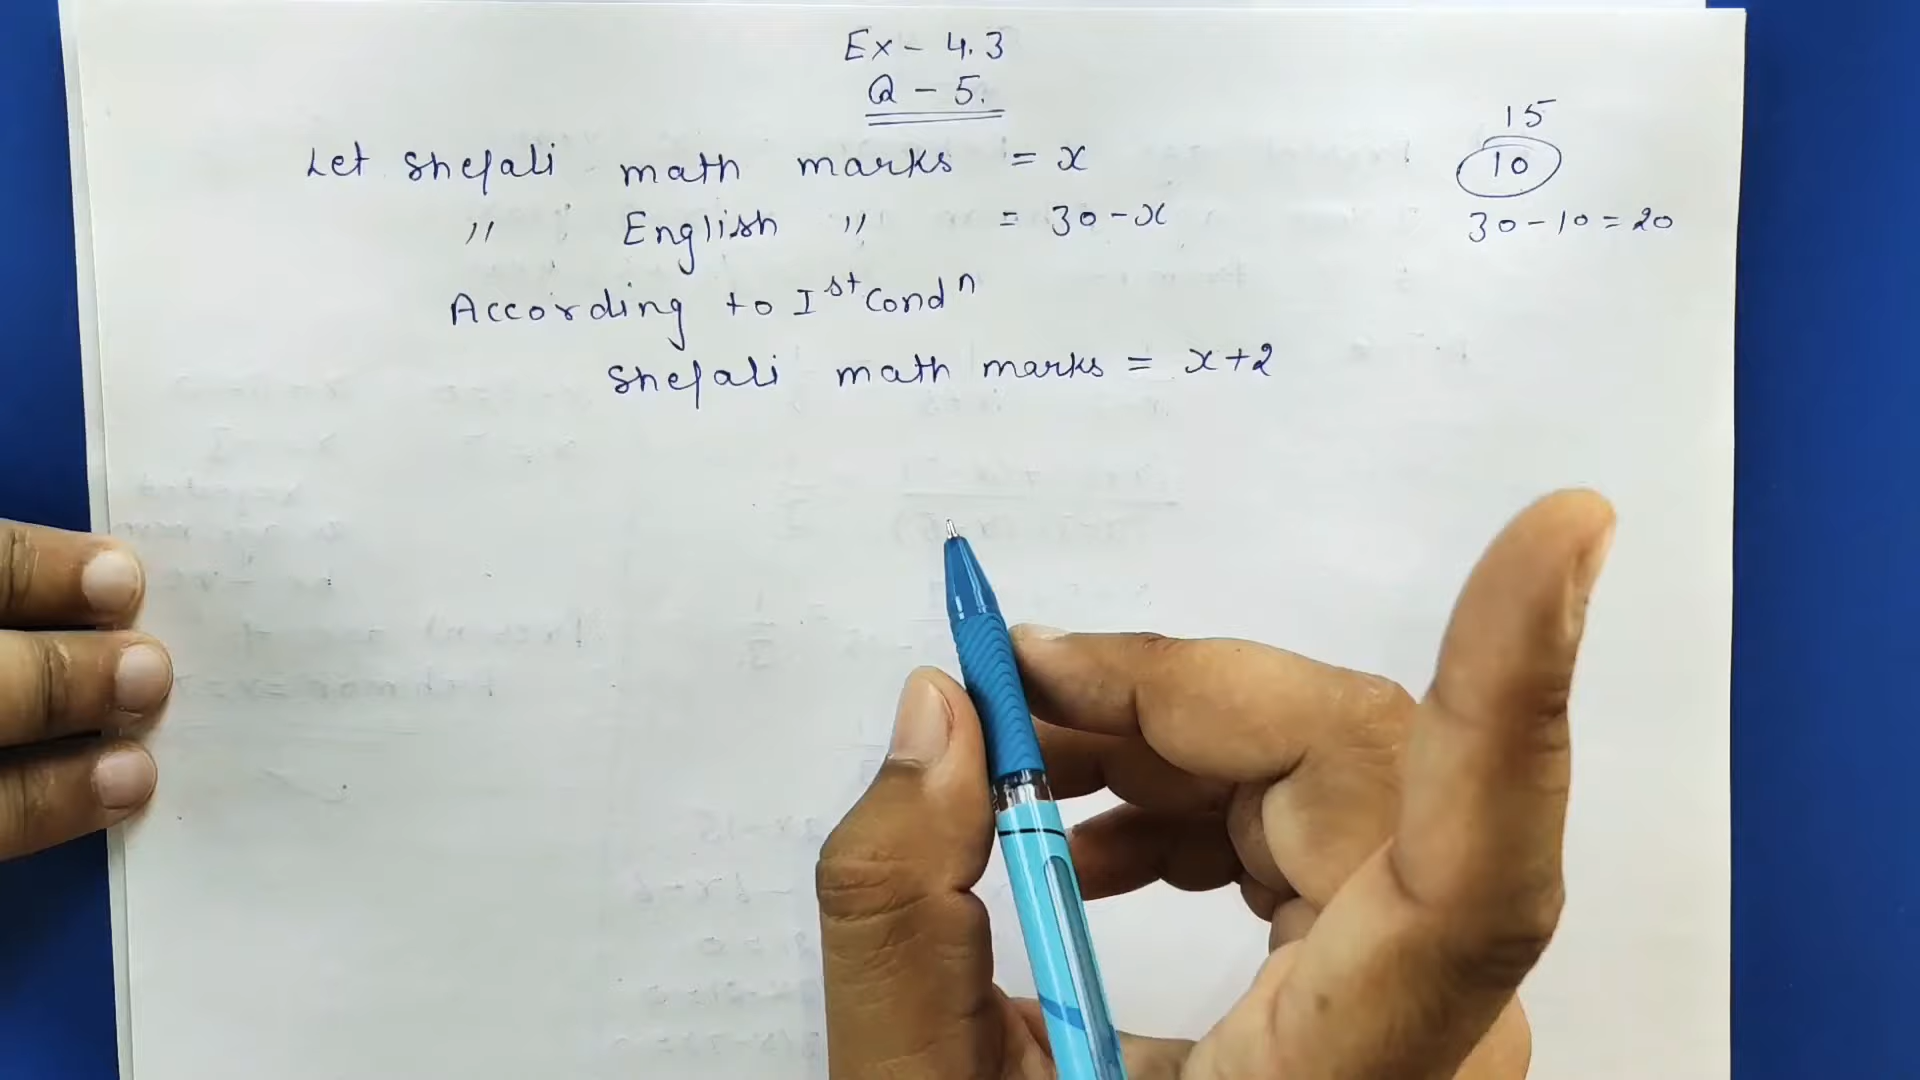 Ex - 4.3
Q - 5.
Let Shefali math marks = x
" English " = 30 - x
According to Ist Condn
Shefali math marks = x+2
15
10
30 - 10 = 20